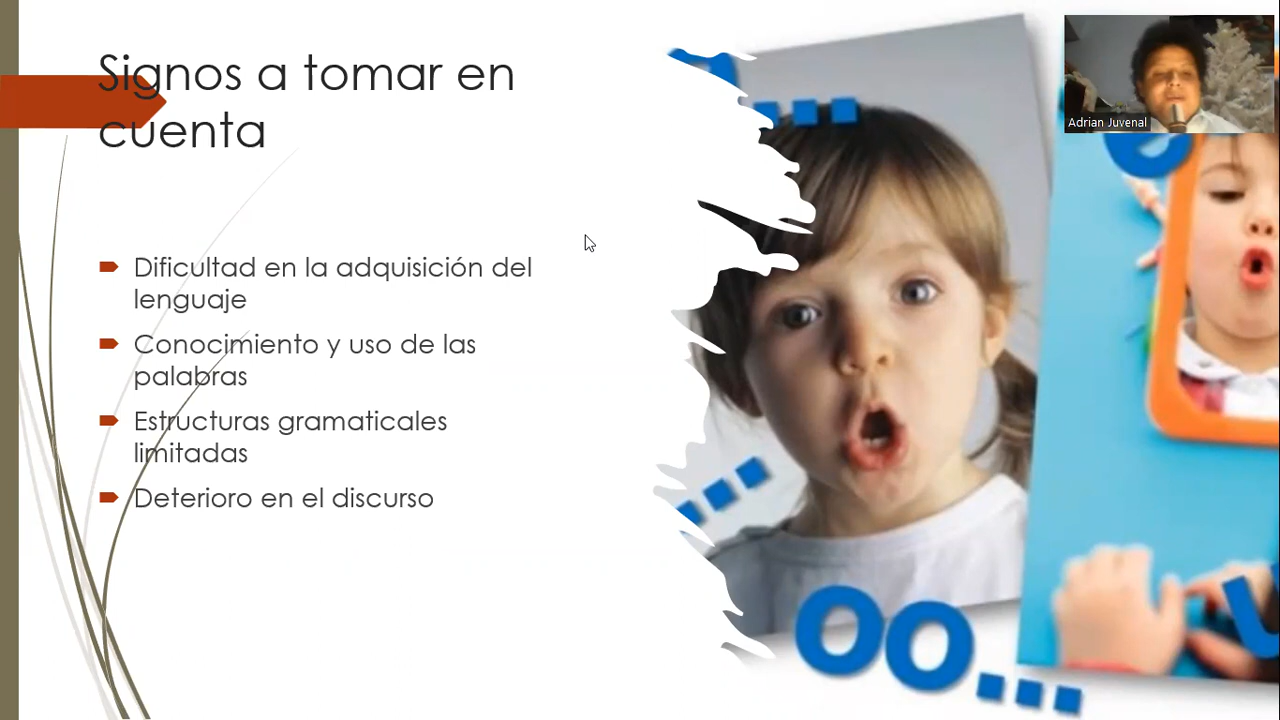 Signos a tomar en
cuenta
Dificultad en la adquisición del
lenguaje
Conocimiento y uso de las
palabras
Estructuras gramaticales
limitadas
Deterioro en el discurso
Adrian Juvenal
e
oo...